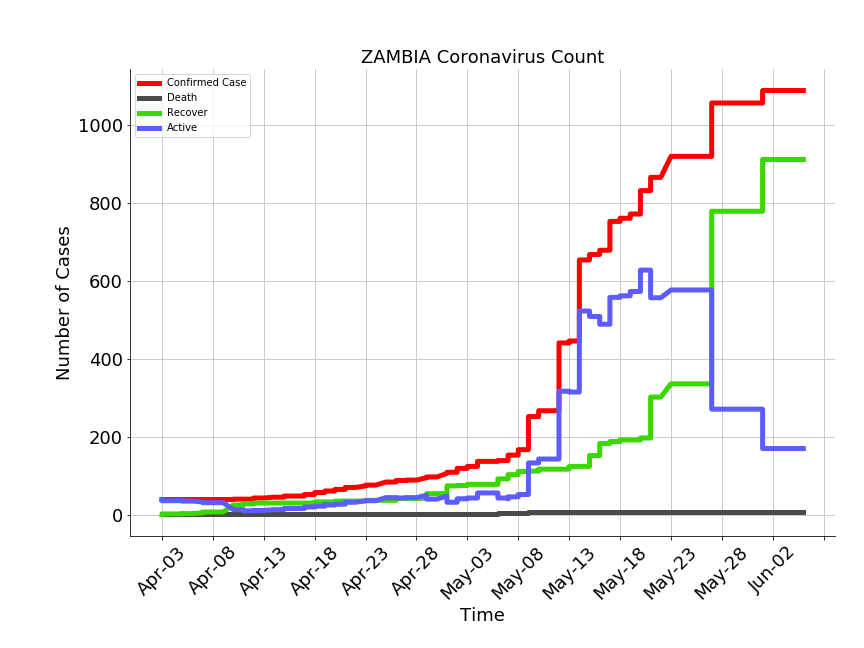 ZAMBIA Coronavirus Count
Confirmed Case
Death
Recover
Active
Number of Cases
1000
800
600
400
200
0
Apr-03
Apr-08
Apr-13
Apr-18
Apr-23
Apr-28
May-03
May-08
May-13
May-18
May-23
May-28
Jun-02
Time